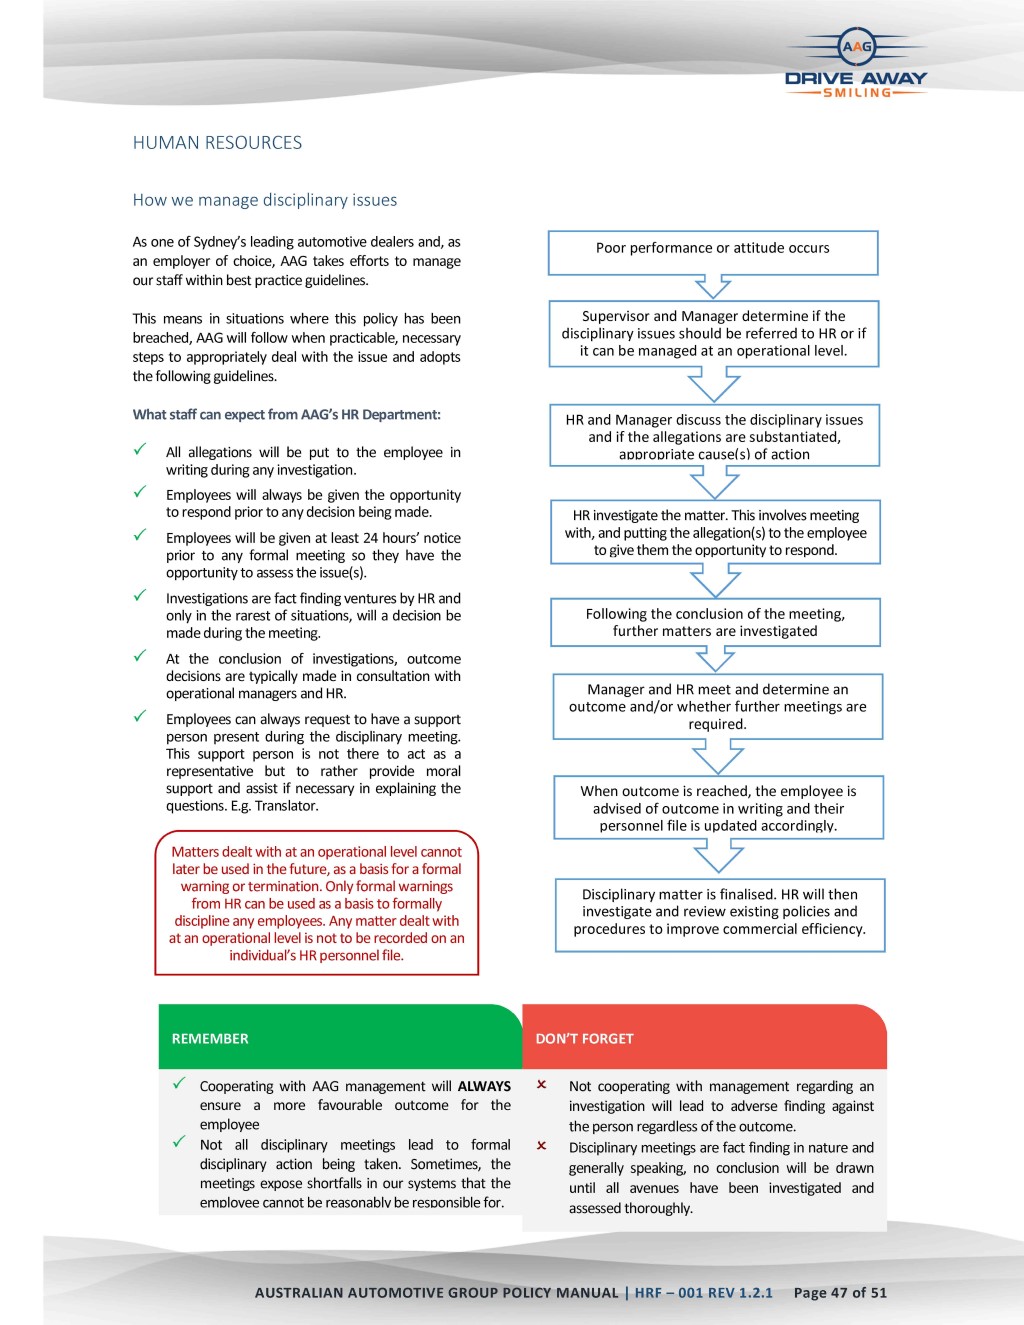 AAG
DRIVE AWAY
SMILING
HUMAN RESOURCES
How we manage disciplinary issues
As one of Sydney's leading automotive dealers and, as
an employer of choice, AAG takes efforts to manage
our staff within best practice guidelines.
This means in situations where this policy has been
breached, AAG will follow when practicable, necessary
steps to appropriately deal with the issue and adopts
the following guidelines.
What staff can expect from AAG's HR Department:
✓ All allegations will be put to the employee in
writing during any investigation.
✓ Employees will always be given the opportunity
to respond prior to any decision being made.
✓ Employees will be given at least 24 hours' notice
prior to any formal meeting so they have the
opportunity to assess the issue(s).
✓ Investigations are fact finding ventures by HR and
only in the rarest of situations, will a decision be
made during the meeting.
✓ At the conclusion of investigations, outcome
decisions are typically made in consultation with
operational managers and HR.
✓ Employees can always request to have a support
person present during the disciplinary meeting.
This support person is not there to act as a
representative but to rather provide moral
support and assist if necessary in explaining the
questions. E.g. Translator.
Matters dealt with at an operational level cannot
later be used in the future, as a basis for a formal
warning or termination. Only formal warnings
from HR can be used as a basis to formally
discipline any employees. Any matter dealt with
at an operational level is not to be recorded on an
individual's HR personnel file.
Poor performance or attitude occurs
Supervisor and Manager determine if the
disciplinary issues should be referred to HR or if
it can be managed at an operational level.
HR and Manager discuss the disciplinary issues
and if the allegations are substantiated,
appropriate cause(s) of action
HR investigate the matter. This involves meeting
with, and putting the allegation(s) to the employee
to give them the opportunity to respond.
Following the conclusion of the meeting,
further matters are investigated
Manager and HR meet and determine an
outcome and/or whether further meetings are
required.
When outcome is reached, the employee is
advised of outcome in writing and their
personnel file is updated accordingly.
Disciplinary matter is finalised. HR will then
investigate and review existing policies and
procedures to improve commercial efficiency.
REMEMBER
✓ Cooperating with AAG management will ALWAYS
ensure a more favourable outcome for the
employee
✓ Not all disciplinary meetings lead to formal
disciplinary action being taken. Sometimes, the
meetings expose shortfalls in our systems that the
employee cannot be reasonably be responsible for.
DON'T FORGET
× Not cooperating with management regarding an
investigation will lead to adverse finding against
the person regardless of the outcome.
× Disciplinary meetings are fact finding in nature and
generally speaking, no conclusion will be drawn
until all avenues have been investigated and
assessed thoroughly.
AUSTRALIAN AUTOMOTIVE GROUP POLICY MANUAL | HRF – 001 REV 1.2.1 Page 47 of 51